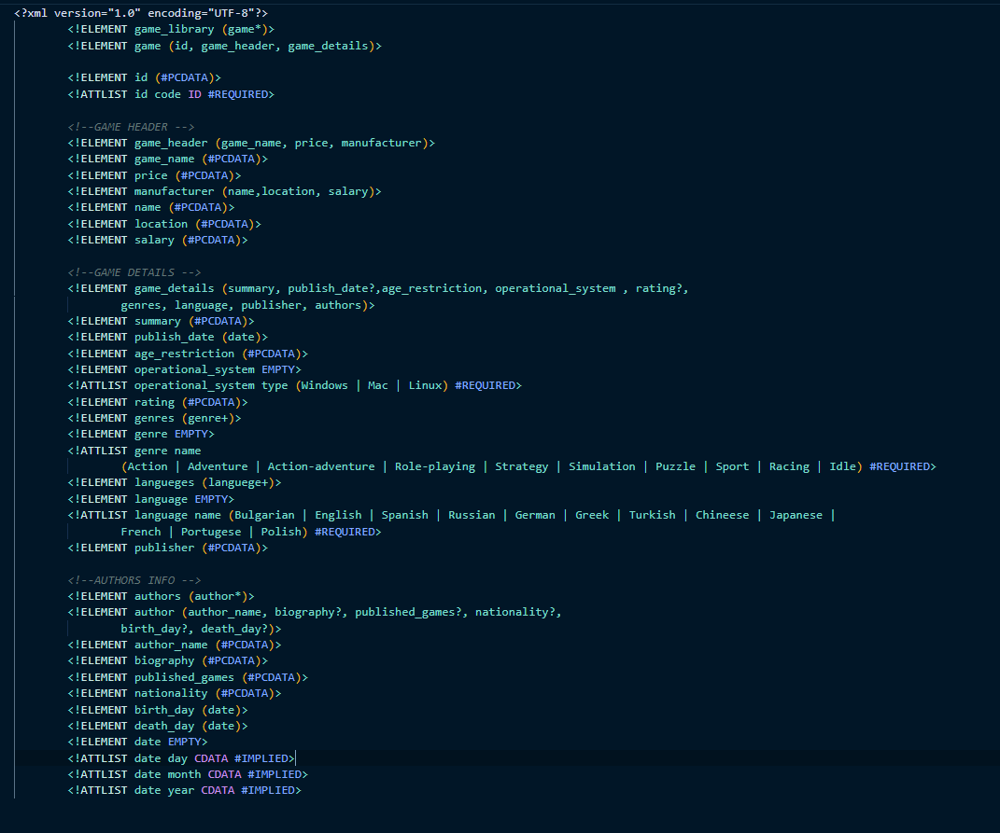 <?xml version="1.0" encoding="UTF-8"?>
<!ELEMENT game_library (game*)>
<!ELEMENT game (id, game_header, game_details)>
<!ELEMENT id (#PCDATA)>
<!ATTLIST id code ID #REQUIRED>
<!--GAME HEADER -->
<!ELEMENT game_header (game_name, price, manufacturer)>
<!ELEMENT game_name (#PCDATA)>
<!ELEMENT price (#PCDATA)>
<!ELEMENT manufacturer (name,location, salary)>
<!ELEMENT name (#PCDATA)>
<!ELEMENT location (#PCDATA)>
<!ELEMENT salary (#PCDATA)>
<!--GAME DETAILS -->
<!ELEMENT game_details (summary, publish_date?,age_restriction, operational_system , rating?,
genres, language, publisher, authors)>
<!ELEMENT summary (#PCDATA)>
<!ELEMENT publish_date (date)>
<!ELEMENT age_restriction (#PCDATA)>
<!ELEMENT operational_system EMPTY>
<!ATTLIST operational_system type (Windows | Mac | Linux) #REQUIRED>
<!ELEMENT rating (#PCDATA)>
<!ELEMENT genres (genre+)>
<!ELEMENT genre EMPTY>
<!ATTLIST genre name
(Action | Adventure | Action-adventure | Role-playing | Strategy | Simulation | Puzzle | Sport | Racing | Idle) #REQUIRED>
<!ELEMENT langueges (languege+)>
<!ELEMENT language EMPTY>
<!ATTLIST language name (Bulgarian | English | Spanish | Russian | German | Greek | Turkish | Chineese | Japanese |
French | Portugese | Polish) #REQUIRED>
<!ELEMENT publisher (#PCDATA)>
<!--AUTHORS INFO -->
<!ELEMENT authors (author*)>
<!ELEMENT author (author_name, biography?, published_games?, nationality?,
birth_day?, death_day?)>
<!ELEMENT author_name (#PCDATA)>
<!ELEMENT biography (#PCDATA)>
<!ELEMENT published_games (#PCDATA)>
<!ELEMENT nationality (#PCDATA)>
<!ELEMENT birth_day (date)>
<!ELEMENT death_day (date)>
<!ELEMENT date EMPTY>
<!ATTLIST date day CDATA #IMPLIED>
<!ATTLIST date month CDATA #IMPLIED>
<!ATTLIST date year CDATA #IMPLIED>